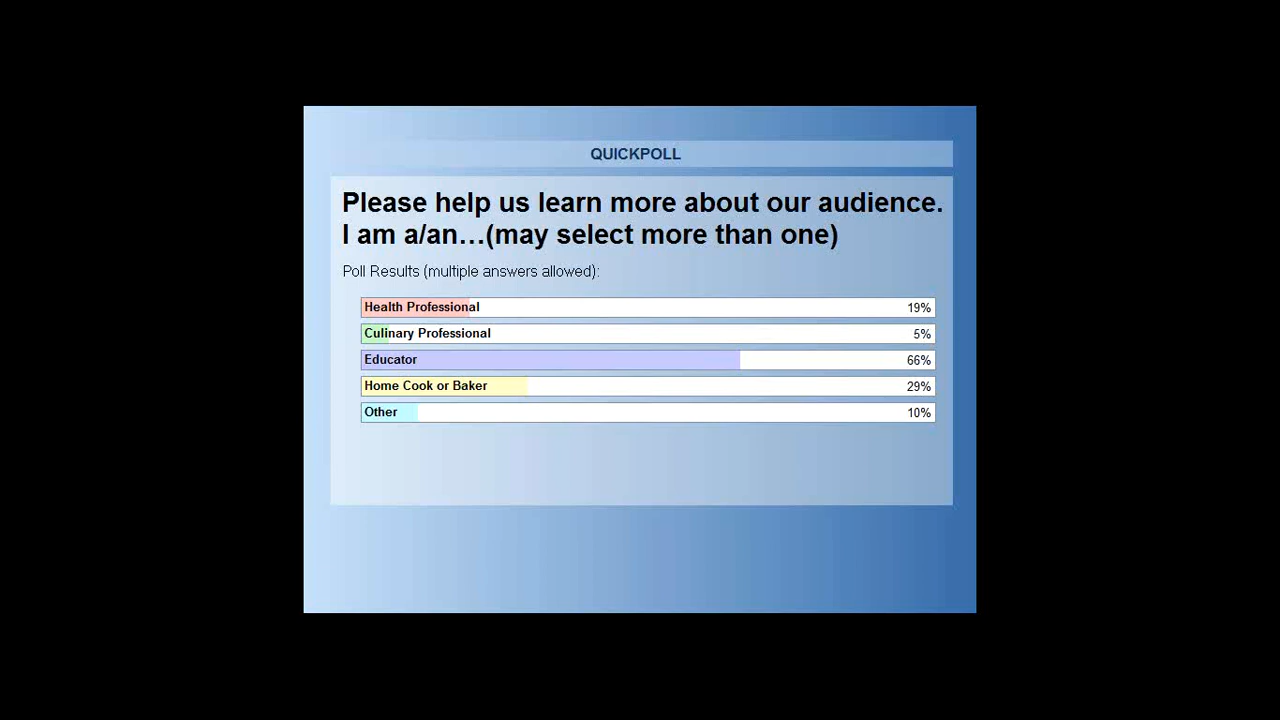 QUICKPOLL
Please help us learn more about our audience.
I am a/an…(may select more than one)
Poll Results (multiple answers allowed):
Health Professional 19%
Culinary Professional 5%
Educator 66%
Home Cook or Baker 29%
Other 10%